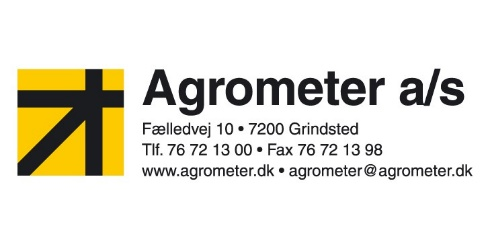 Agrometer a/s
Fælledvej 10 • 7200 Grindsted
Tlf. 76 72 13 00 • Fax 76 72 13 98
www.agrometer.dk • agrometer@agrometer.dk